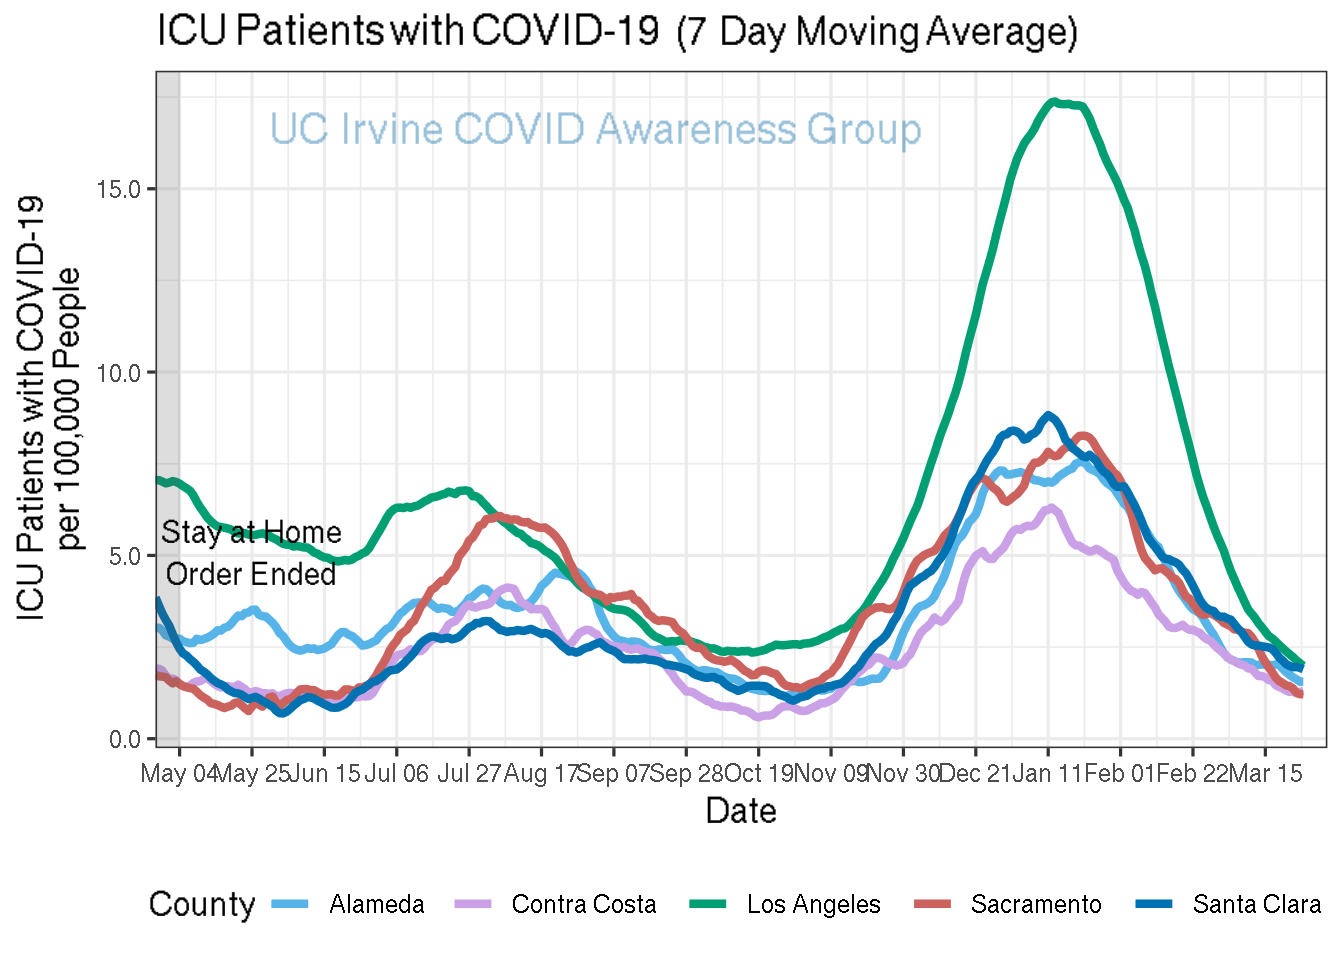 ICU Patients with COVID-19 (7 Day Moving Average)
UC Irvine COVID Awareness Group
ICU Patients with COVID-19
per 100,000 People
15.0
10.0
5.0
0.0
Stay at Home
Order Ended
May 04 May 25 Jun 15 Jul 06 Jul 27 Aug 17 Sep 07 Sep 28 Oct 19 Nov 09 Nov 30 Dec 21 Jan 11 Feb 01 Feb 22 Mar 15
Date
County Alameda Contra Costa Los Angeles Sacramento Santa Clara